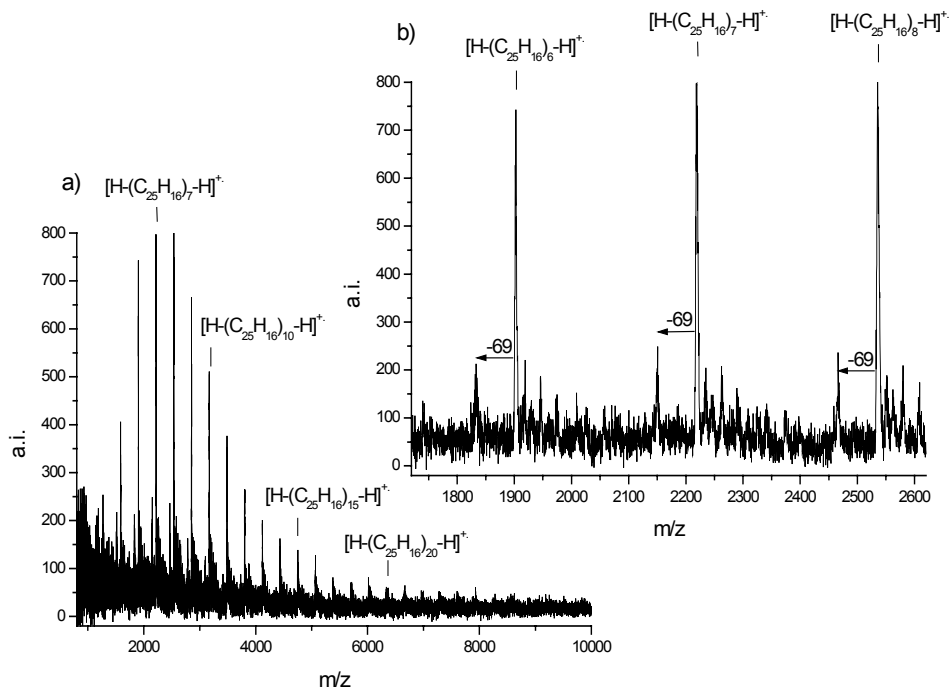 b)
[H-(C₂₅H₁₆)₆-H]⁺·
[H-(C₂₅H₁₆)₇-H]⁺·
[H-(C₂₅H₁₆)₈-H]⁺·
800
700
600
500
400
300
200
100
0
a.i.
-69
-69
-69
1800 1900 2000 2100 2200 2300 2400 2500 2600
m/z
a)
[H-(C₂₅H₁₆)₇-H]⁺·
[H-(C₂₅H₁₆)₁₀-H]⁺·
[H-(C₂₅H₁₆)₁₅-H]⁺·
[H-(C₂₅H₁₆)₂₀-H]⁺·
800
700
600
500
400
300
200
100
0
a.i.
2000 4000 6000 8000 10000
m/z